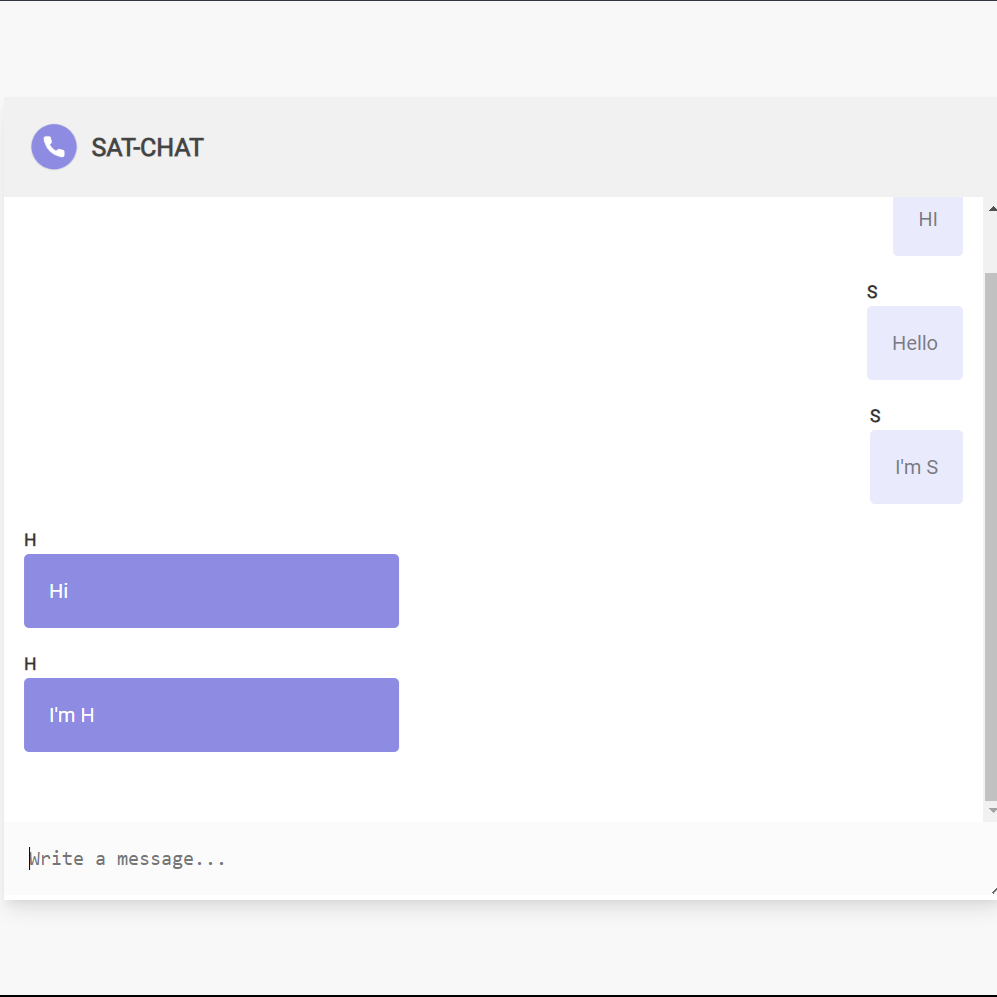 SAT-CHAT
HI
S
Hello
S
I'm S
H
Hi
H
I'm H
Write a message...